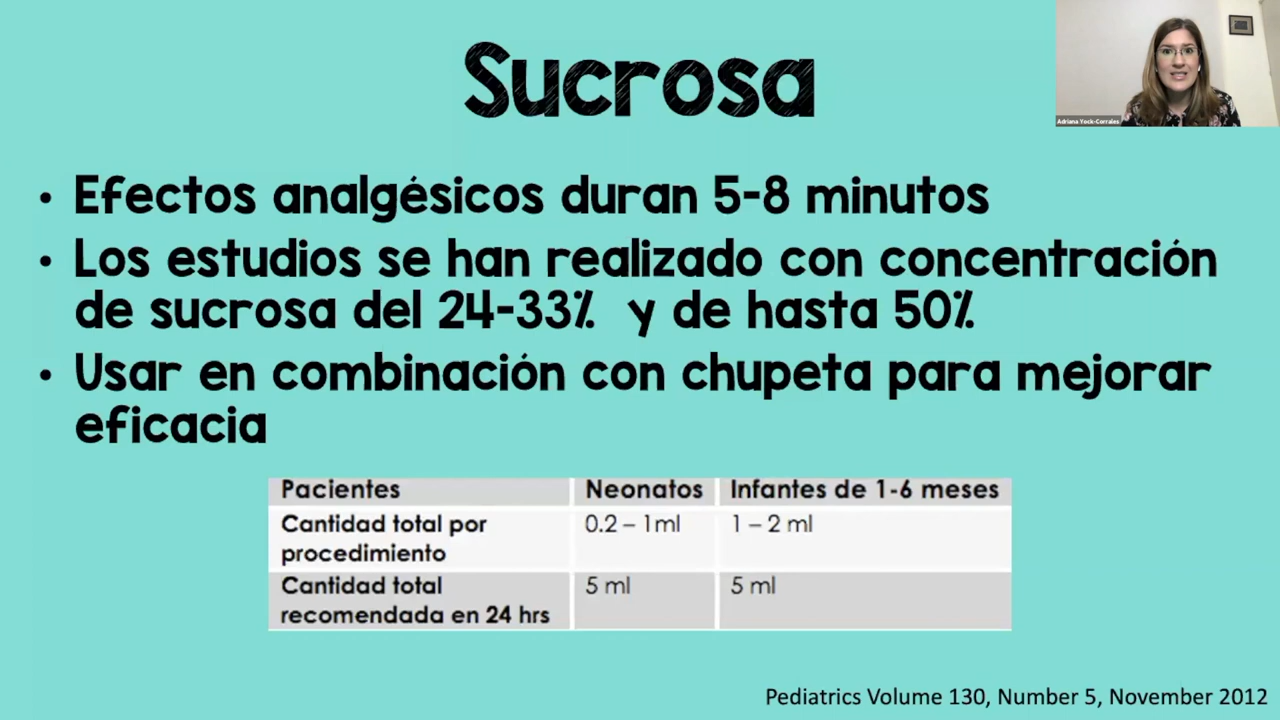 Sucrosa
Adriana Yock-Corrales
• Efectos analgésicos duran 5-8 minutos
• Los estudios se han realizado con concentración
de sucrosa del 24-33% y de hasta 50%
• Usar en combinación con chupeta para mejorar
eficacia
Pacientes Neonatos Infantes de 1-6 meses
Cantidad total por 0.2 – 1ml 1 – 2 ml
procedimiento
Cantidad total 5 ml 5 ml
recomendada en 24 hrs
Pediatrics Volume 130, Number 5, November 2012